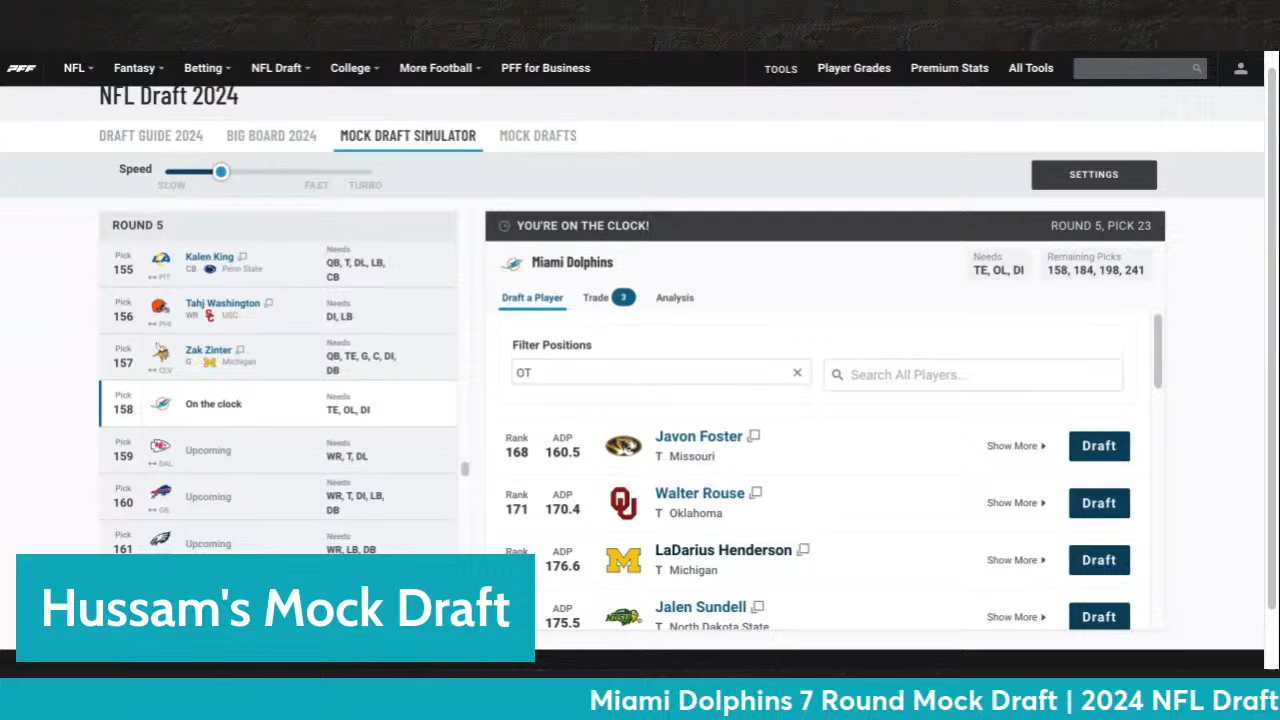 PFF
NFL Fantasy Betting NFL Draft College More Football PFF for Business TOOLS Player Grades Premium Stats All Tools
NFL Draft 2024
DRAFT GUIDE 2024 BIG BOARD 2024 MOCK DRAFT SIMULATOR MOCK DRAFTS
Speed
SLOW FAST TURBO
SETTINGS
ROUND 5
Pick 155 Kalen King CB Penn State ↔ PIT Needs QB, T, DL, LB, CB
Pick 156 Tahj Washington WR USC ↔ PHI Needs DI, LB
Pick 157 Zak Zinter G Michigan ↔ CLV Needs QB, TE, G, C, DI, DB
Pick 158 On the clock Needs TE, OL, DI
Pick 159 Upcoming ↔ DAL Needs WR, T, DL
Pick 160 Upcoming ↔ GB Needs WR, T, DI, LB, DB
Pick 161 Upcoming Needs WR, LB, DB
YOU'RE ON THE CLOCK! ROUND 5, PICK 23
Miami Dolphins
Needs TE, OL, DI
Remaining Picks 158, 184, 198, 241
Draft a Player Trade 3 Analysis
Filter Positions
OT × Search All Players...
Rank 168 ADP 160.5 Javon Foster T Missouri Show More Draft
Rank 171 ADP 170.4 Walter Rouse T Oklahoma Show More Draft
Rank ADP 176.6 LaDarius Henderson T Michigan Show More Draft
ADP 175.5 Jalen Sundell T North Dakota State Show More Draft
Hussam's Mock Draft
Miami Dolphins 7 Round Mock Draft | 2024 NFL Draft